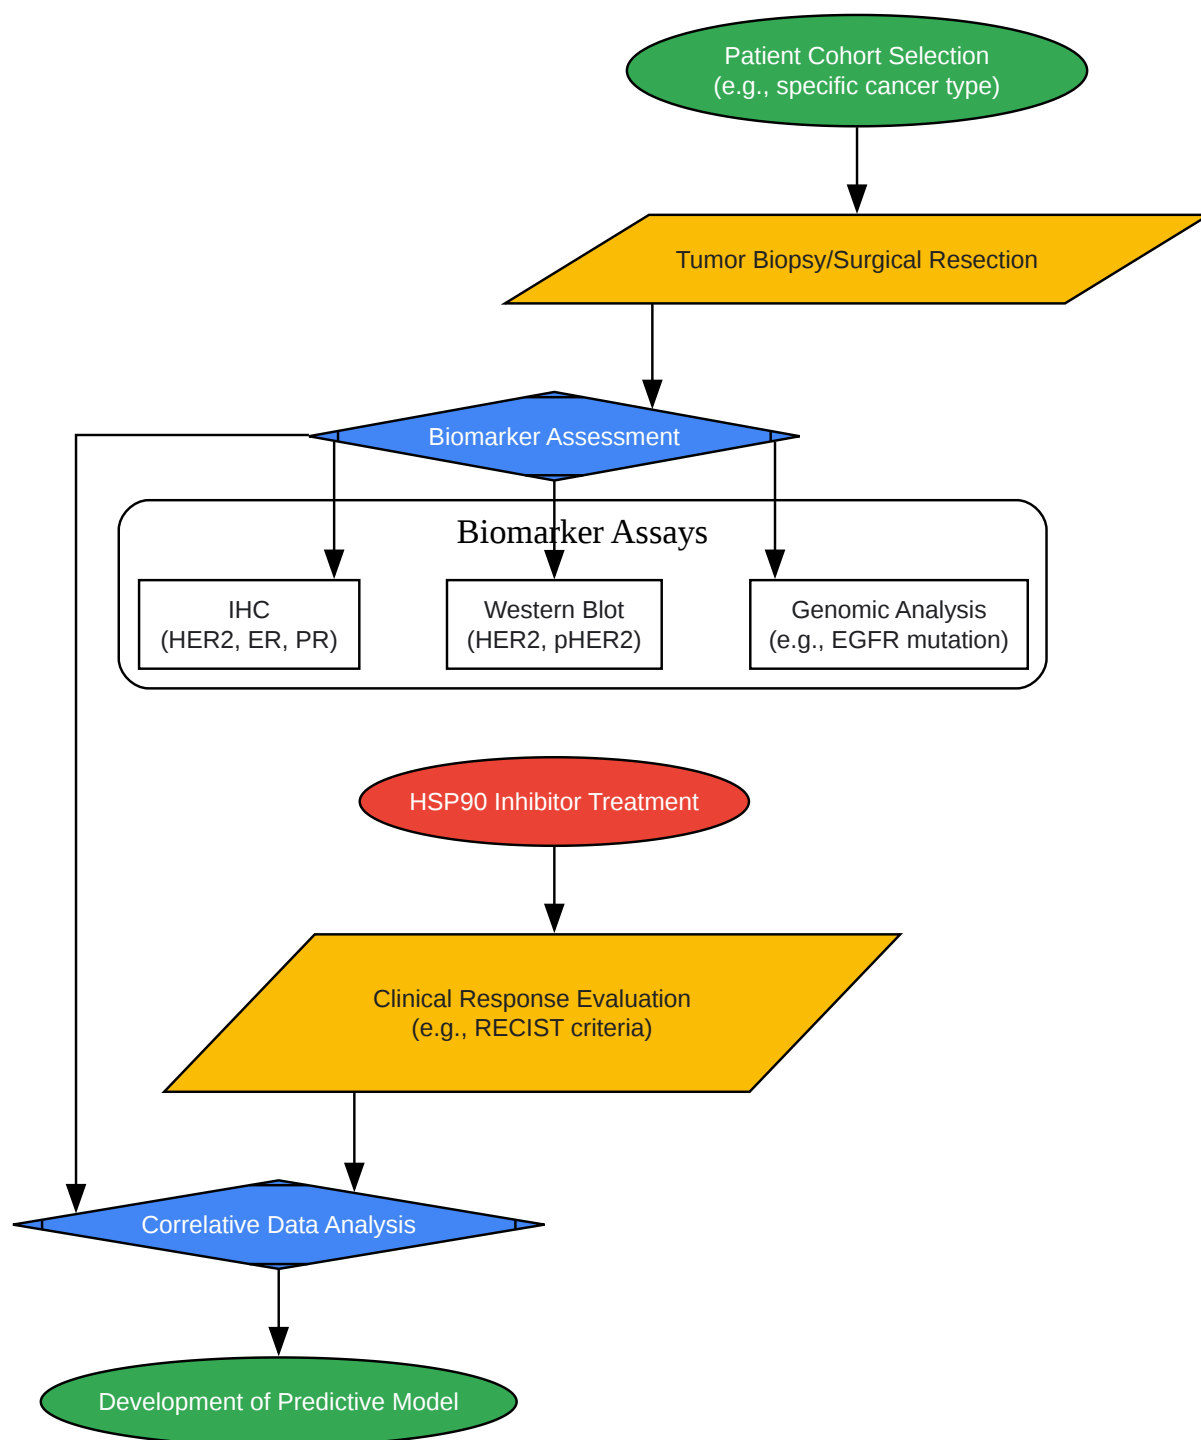 Patient Cohort Selection
(e.g., specific cancer type)
Tumor Biopsy/Surgical Resection
Biomarker Assessment
Biomarker Assays
IHC
(HER2, ER, PR)
Western Blot
(HER2, pHER2)
Genomic Analysis
(e.g., EGFR mutation)
HSP90 Inhibitor Treatment
Clinical Response Evaluation
(e.g., RECIST criteria)
Correlative Data Analysis
Development of Predictive Model